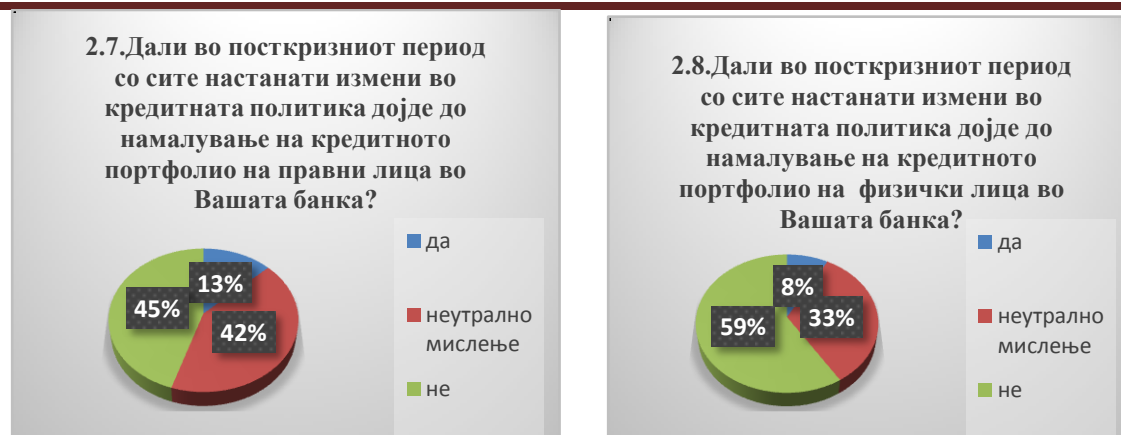 2.7.Дали во посткризниот период
со сите настанати измени во
кредитната политика дојде до
намалување на кредитното
портфолио на правни лица во
Вашата банка?
да
13%
45%
42%
неутрално
мислење
не
2.8.Дали во посткризниот период
со сите настанати измени во
кредитната политика дојде до
намалување на кредитното
портфолио на физички лица во
Вашата банка?
да
8%
59%
33%
неутрално
мислење
не